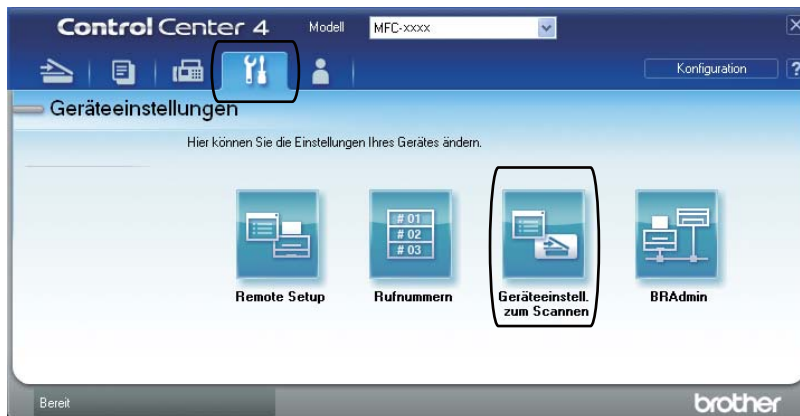 Control Center 4 Modell MFC-xxxx
Konfiguration ?
Geräteeinstellungen
Hier können Sie die Einstellungen Ihres Gerätes ändern.
# 01
# 02
# 03
Remote Setup Rufnummern Geräteeinstell. BRAdmin
zum Scannen
Bereit brother